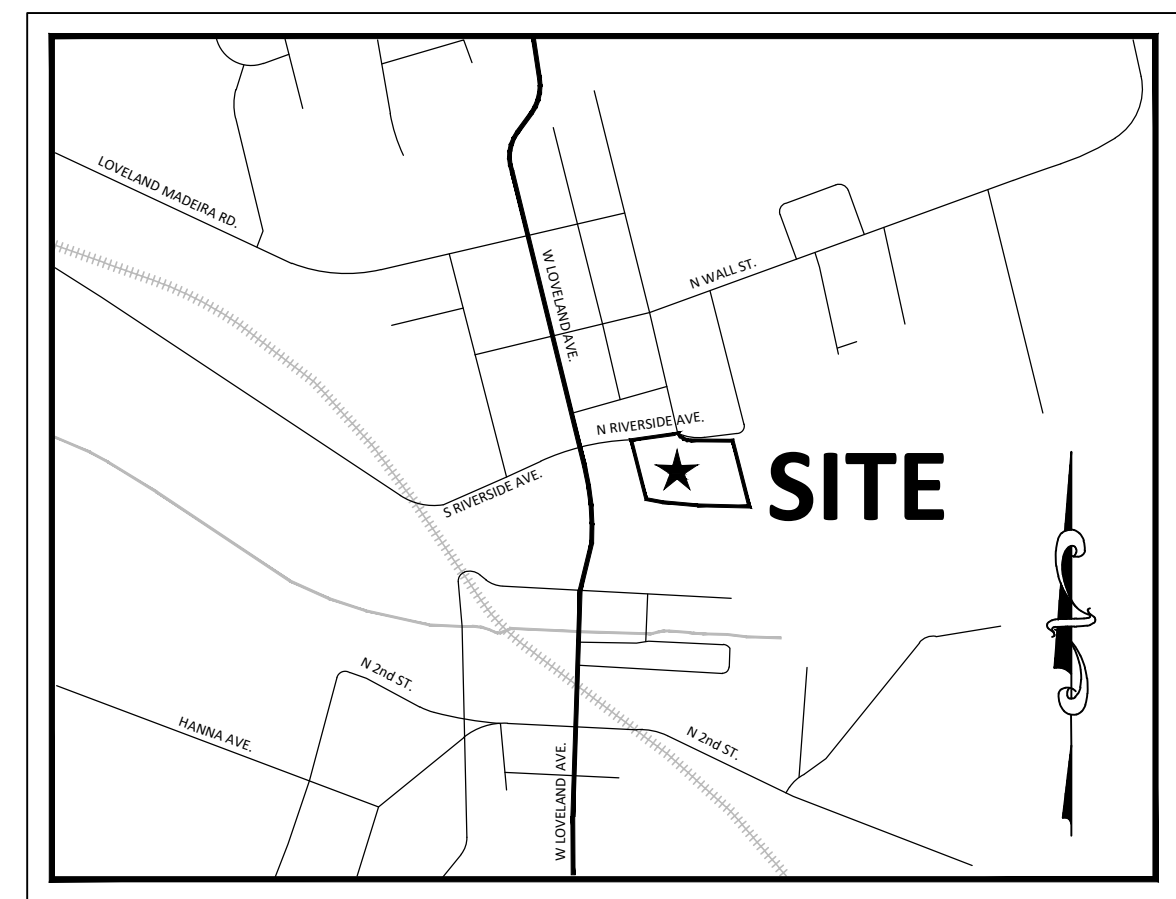 LOVELAND MADEIRA RD.
W LOVELAND AVE.
N WALL ST.
N RIVERSIDE AVE.
S RIVERSIDE AVE.
SITE
N 2nd ST.
HANNA AVE.
N 2nd ST.
W LOVELAND AVE.